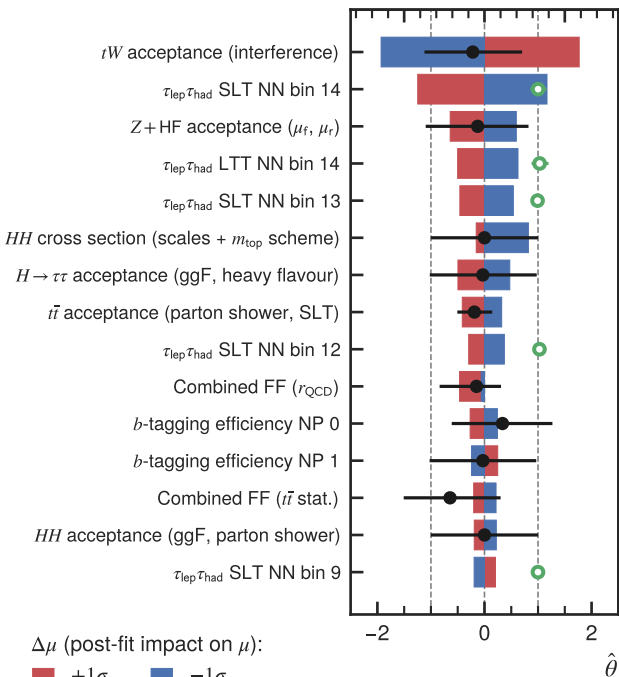 tW acceptance (interference)
τlepτhad SLT NN bin 14
Z+HF acceptance (μf, μr)
τlepτhad LTT NN bin 14
τlepτhad SLT NN bin 13
HH cross section (scales + mtop scheme)
H→ττ acceptance (ggF, heavy flavour)
tt̄ acceptance (parton shower, SLT)
τlepτhad SLT NN bin 12
Combined FF (rQCD)
b-tagging efficiency NP 0
b-tagging efficiency NP 1
Combined FF (tt̄ stat.)
HH acceptance (ggF, parton shower)
τlepτhad SLT NN bin 9
−2 0 2
θ̂
Δμ (post-fit impact on μ):
+1σ −1σ